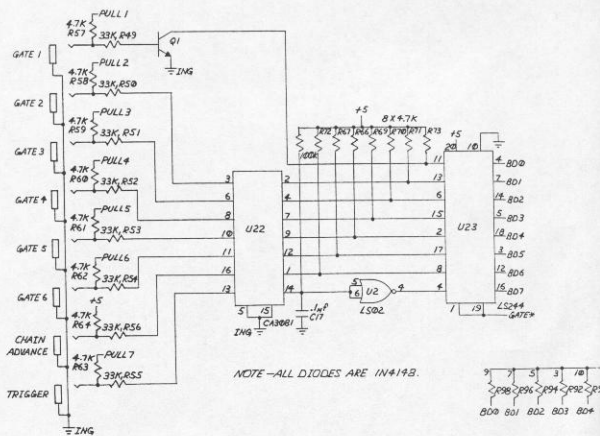 PULL 1
4.7K
R57
33K,R49
Q1
GATE 1
ING
PULL 2
4.7K
R58
33K,R50
GATE 2
PULL3
4.7K
R59
33K,R51
GATE 3
PULL4
4.7K
R60
33K,R52
GATE 4
PULL5
4.7K
R61
33K,R53
GATE 5
PULL6
4.7K
R62
33K,R54
GATE 6
+5
4.7K
R64
33K,R56
CHAIN
ADVANCE
PULL7
4.7K
R63
33K,R55
TRIGGER
ING
3
6
8
10
11
16
13
U22
2
4
7
9
12
1
14
5
15
CA3081
ING
+5
8 X 4.7K
R72
R67
R66
R69
R70
R71
R73
100K
5
6
U2
4
LS02
.1μF
C17
+5
20
10
11
13
6
15
2
17
8
4
U23
4
7
14
5
18
3
12
16
BD0
BD1
BD2
BD3
BD4
BD5
BD6
BD7
1
19
LS244
GATE*
NOTE-ALL DIODES ARE IN4148.
9 7 5 3 10
R98 R96 R94 R92
BD0 BD1 BD2 BD3 BD4